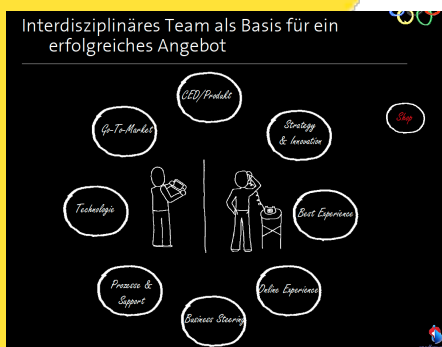 Interdisziplinäres Team als Basis für ein
erfolgreiches Angebot
CEO/Produkt
Go-To-Market
Strategy
& Innovation
Shop
Technologie
Best Experience
Prozesse &
Support
Online Experience
Business Steering